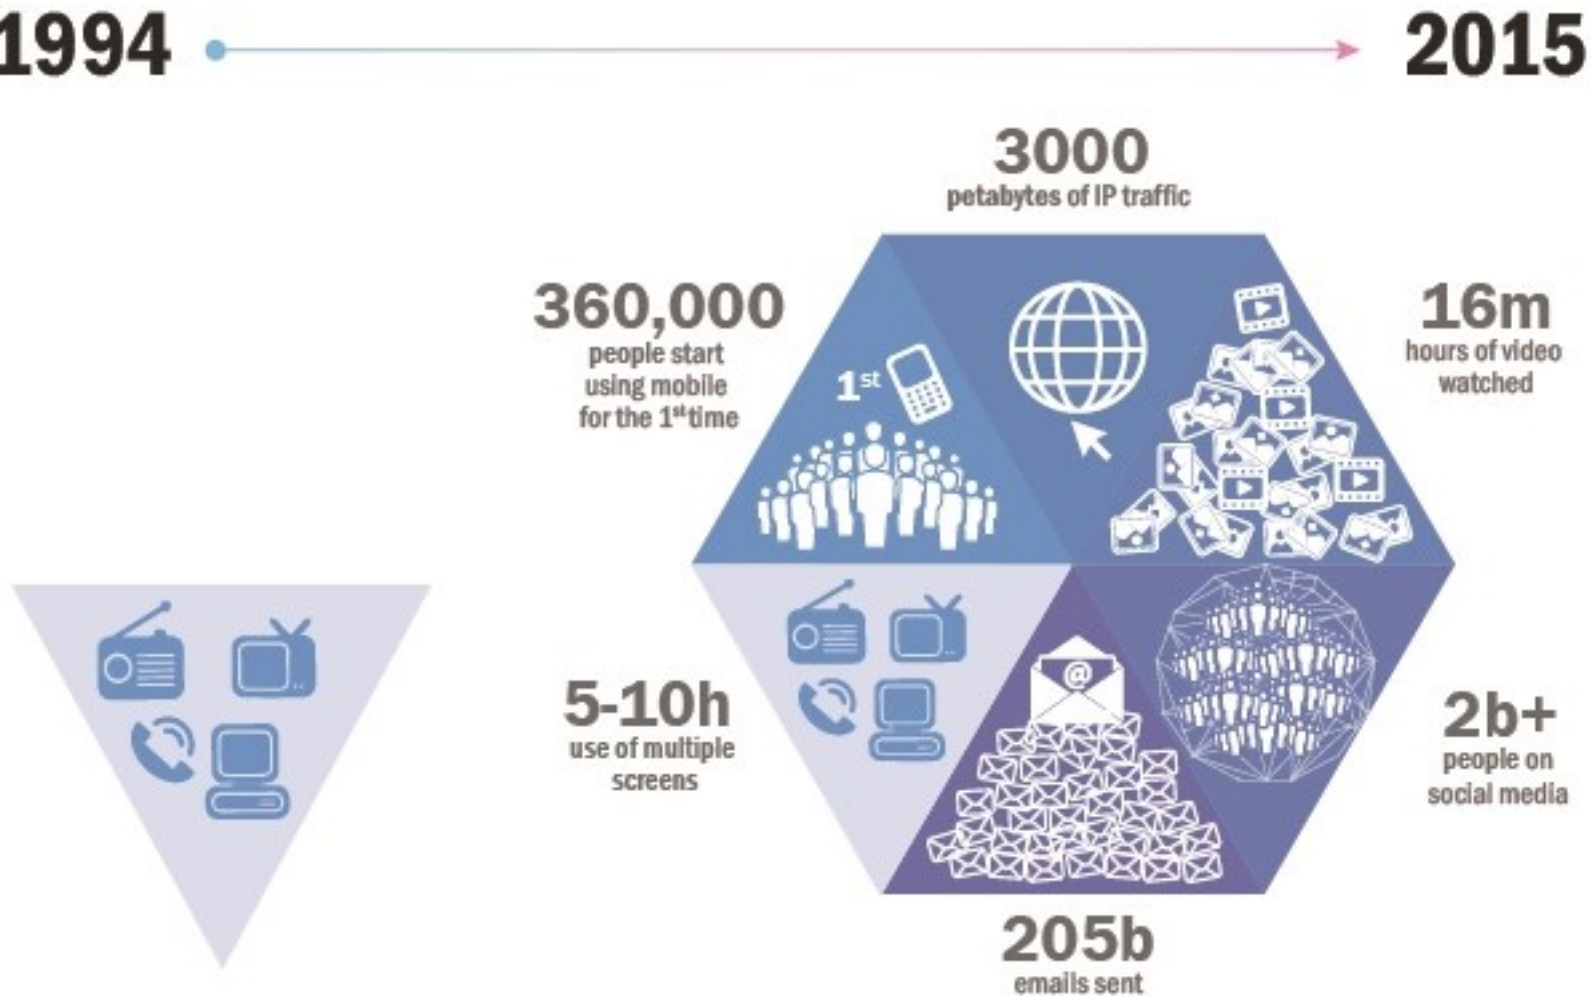 1994
2015
3000
petabytes of IP traffic
360,000
people start
using mobile
for the 1st time
16m
hours of video
watched
1st
@
5-10h
use of multiple
screens
2b+
people on
social media
205b
emails sent